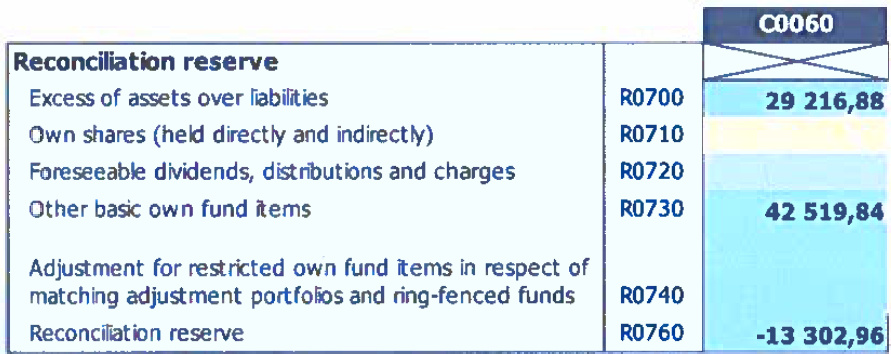 C0060
Reconciliation reserve
Excess of assets over liabilities R0700 29 216,88
Own shares (held directly and indirectly) R0710
Foreseeable dividends, distributions and charges R0720
Other basic own fund items R0730 42 519,84
Adjustment for restricted own fund items in respect of
matching adjustment portfolios and ring-fenced funds R0740
Reconciliation reserve R0760 -13 302,96